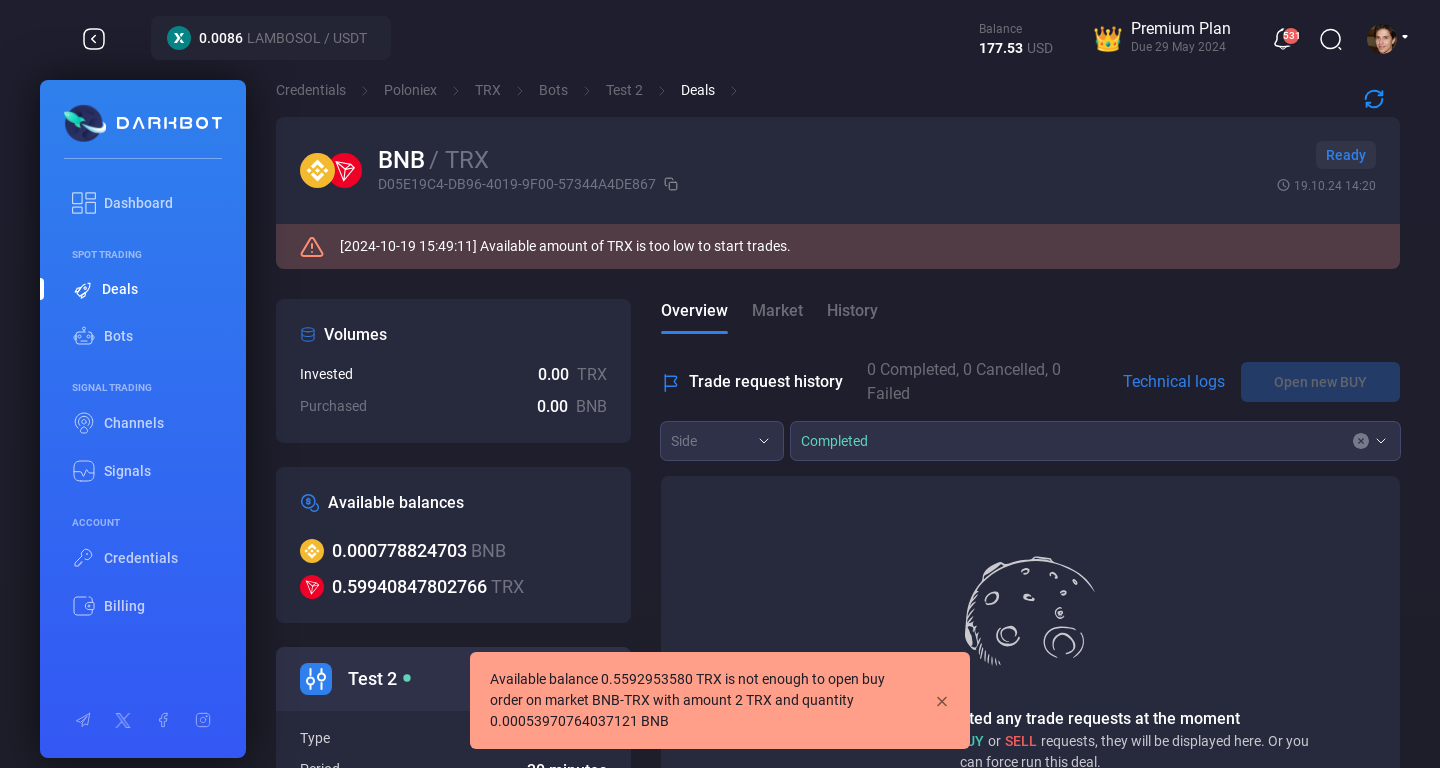 0.0086 LAMBOSOL / USDT
Balance
177.53 USD
Premium Plan
Due 29 May 2024
531
Credentials
Poloniex
TRX
Bots
Test 2
Deals
DARKBOT
Dashboard
SPOT TRADING
Deals
Bots
SIGNAL TRADING
Channels
Signals
ACCOUNT
Credentials
Billing
BNB / TRX
D05E19C4-DB96-4019-9F00-57344A4DE867
Ready
19.10.24 14:20
[2024-10-19 15:49:11] Available amount of TRX is too low to start trades.
Volumes
Invested 0.00 TRX
Purchased 0.00 BNB
Available balances
0.000778824703 BNB
0.59940847802766 TRX
Test 2
Type
Period 30 minutes
Overview Market History
Trade request history
0 Completed, 0 Cancelled, 0
Failed
Technical logs
Open new BUY
Side
Completed
ted any trade requests at the moment
UY or SELL requests, they will be displayed here. Or you
can force run this deal.
Available balance 0.5592953580 TRX is not enough to open buy
order on market BNB-TRX with amount 2 TRX and quantity
0.00053970764037121 BNB